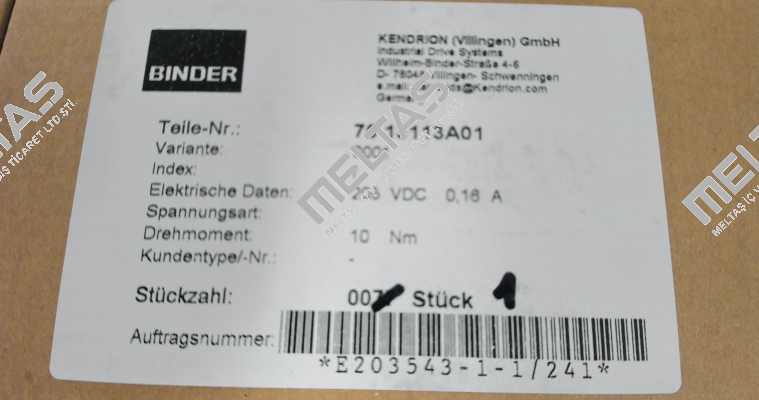 BINDER
KENDRION (Villingen) GmbH
Industrial Drive Systems
Wilhelm-Binder-Straße 4-6
Villingen- Schwenningen
Teile-Nr.:
Variante:
Index:
Elektrische Daten: VDC 0,16 A
Spannungsart:
Drehmoment: 10 Nm
Kundentype/-Nr.: -
Stückzahl: Stück 1
Auftragsnummer:
*E203543-1-1/241*
MELTAŞ
MELTAŞ
MELTAŞ